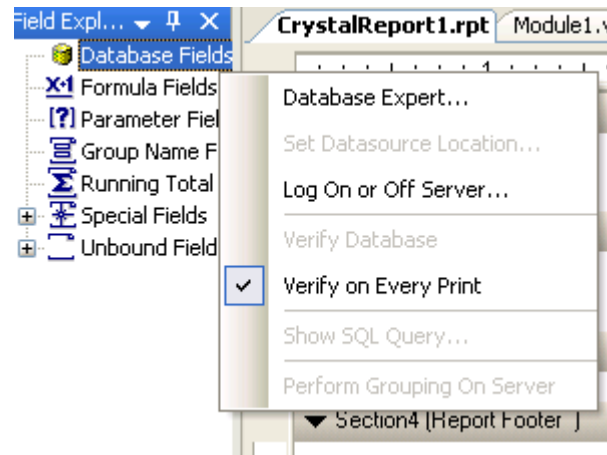 Field Expl...
CrystalReport1.rpt
Module1.
Database Fields
1
X+1 Formula Fields
[?] Parameter Fiel
Group Name F
Running Total
Special Fields
Unbound Field
Database Expert...
Set Datasource Location...
Log On or Off Server...
Verify Database
Verify on Every Print
Show SQL Query...
Perform Grouping On Server
Section4 (Report Footer )